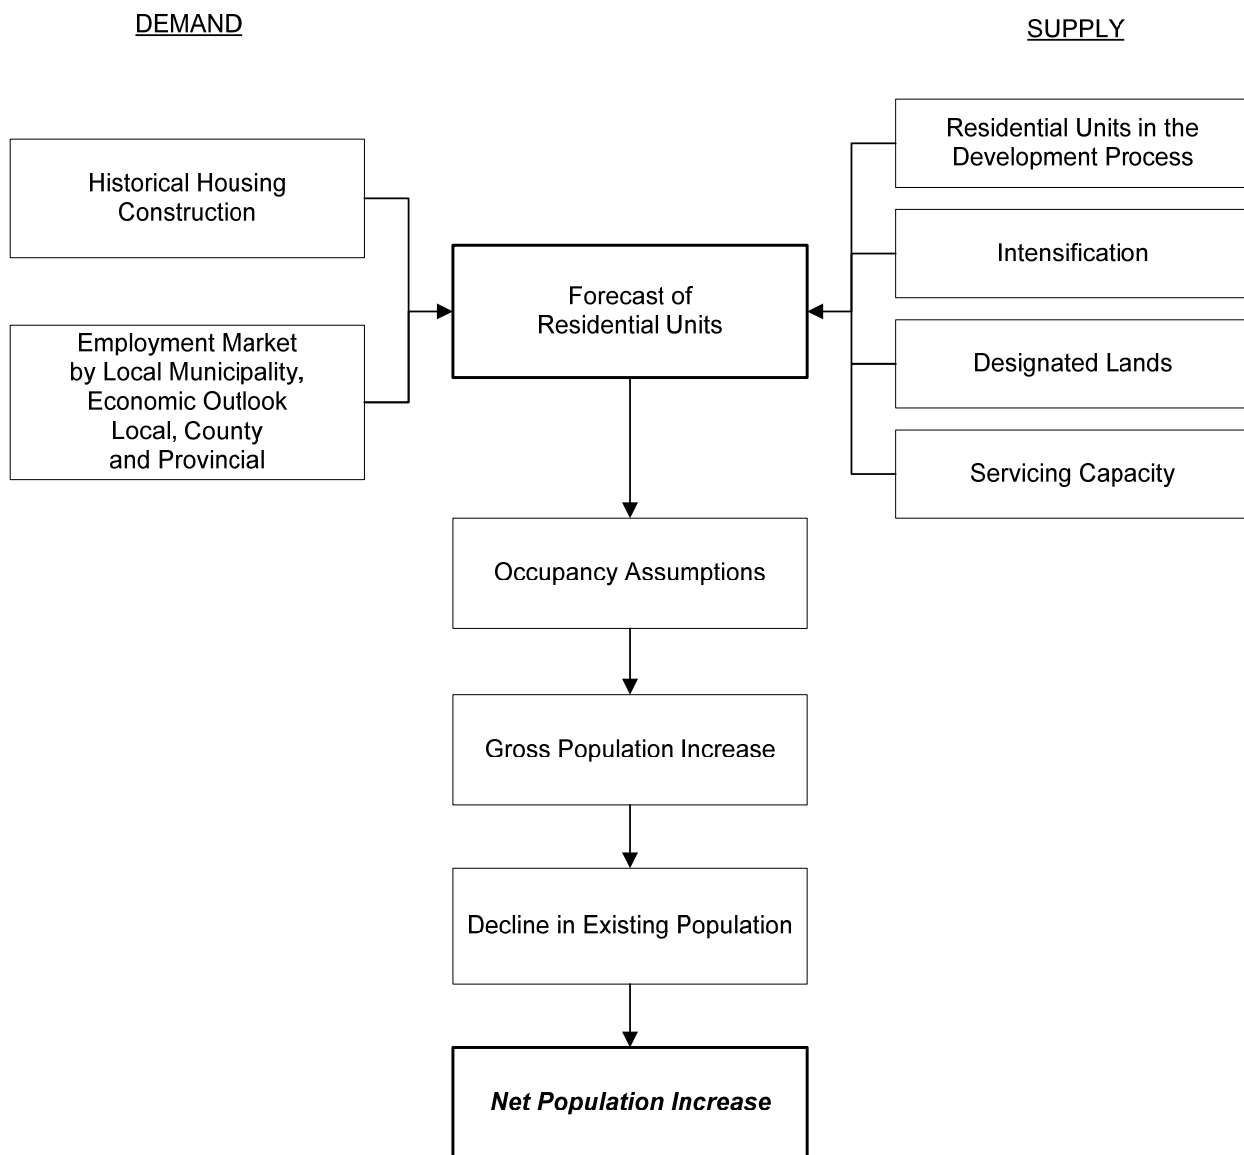 DEMAND
SUPPLY
Historical Housing
Construction
Employment Market
by Local Municipality,
Economic Outlook
Local, County
and Provincial
Forecast of
Residential Units
Residential Units in the
Development Process
Intensification
Designated Lands
Servicing Capacity
Occupancy Assumptions
Gross Population Increase
Decline in Existing Population
Net Population Increase